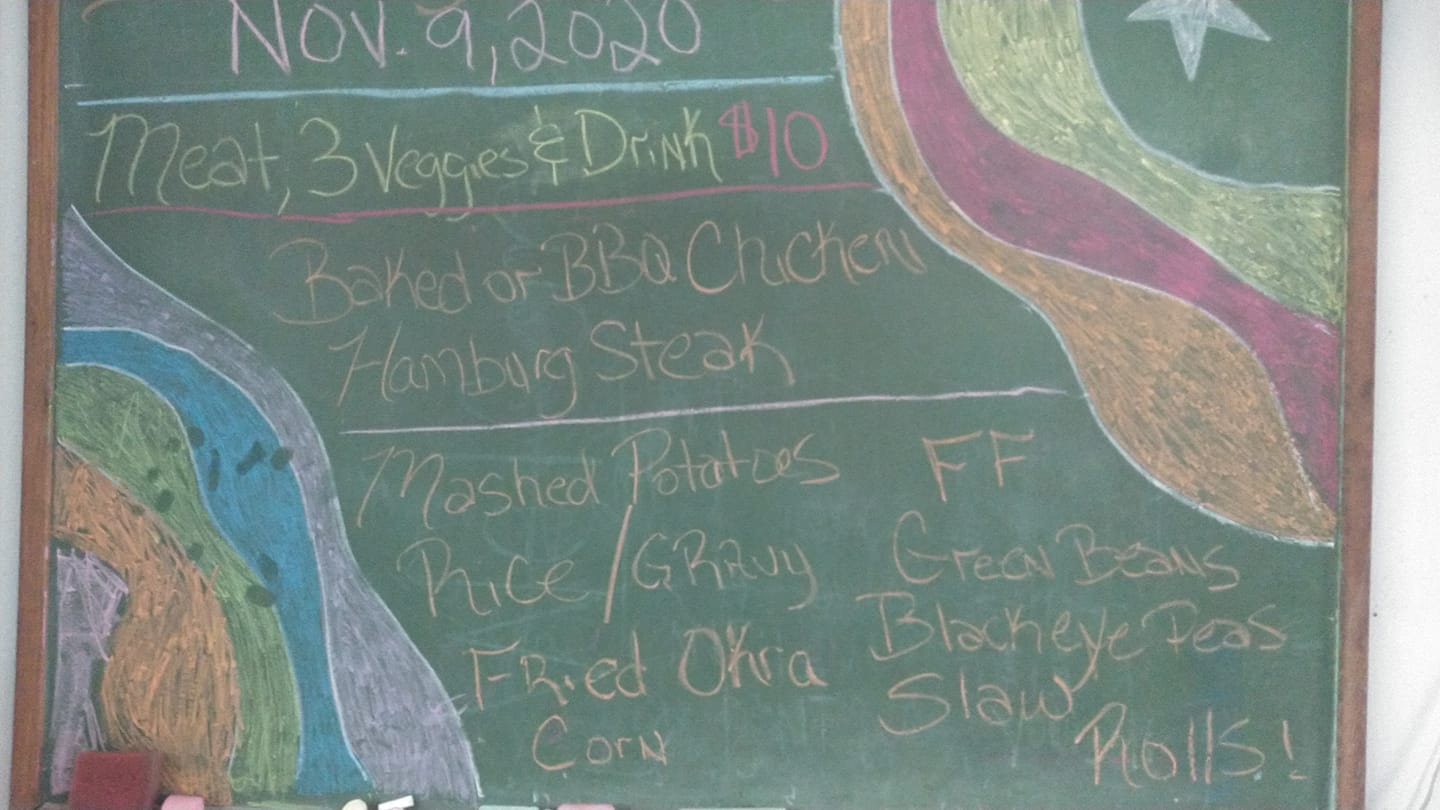 Nov. 9, 2020
Meat, 3 Veggies & Drink $10
Baked or BBQ Chicken
Hamburg Steak
Mashed Potatoes
Rice / Gravy
Fried Okra
Corn
FF
Green Beans
Blackeye Peas
Slaw
Rolls!